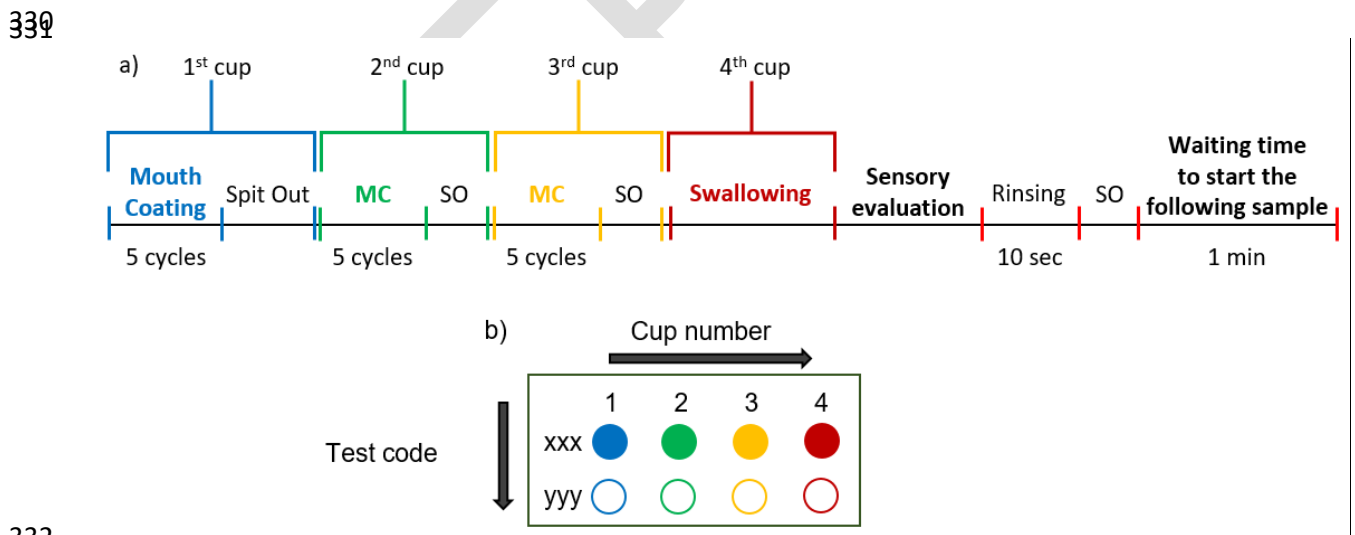 330
331
a) 1st cup 2nd cup 3rd cup 4th cup
Mouth Coating Spit Out MC SO MC SO Swallowing Sensory evaluation Rinsing SO Waiting time to start the following sample
5 cycles 5 cycles 5 cycles 10 sec 1 min
b) Cup number
1 2 3 4
Test code
xxx
yyy